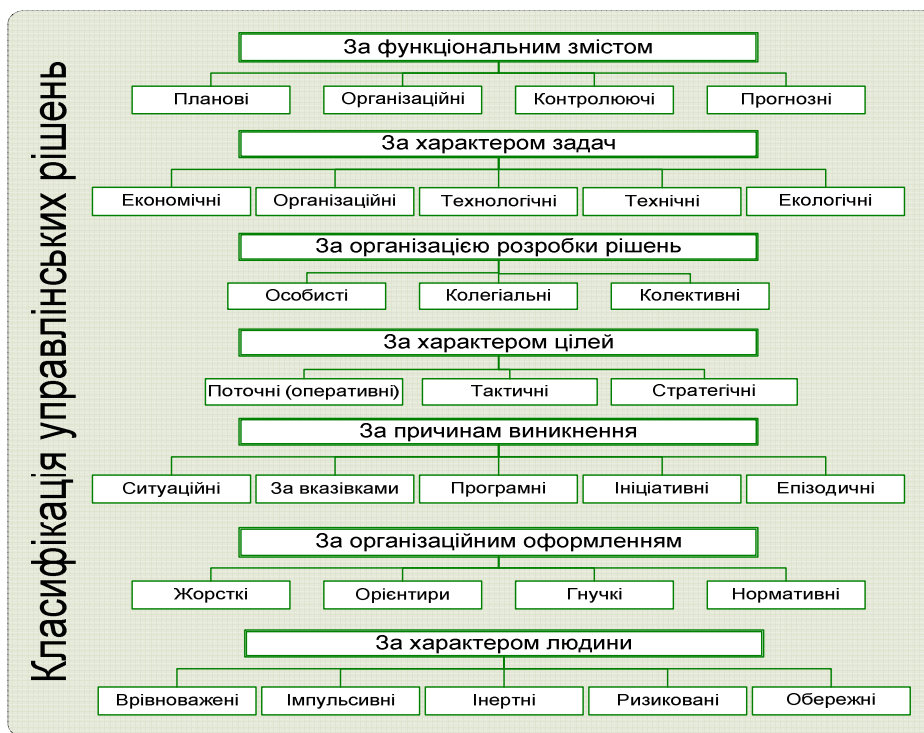 Класифікація управлінських рішень
За функціональним змістом
Планові
Організаційні
Контролюючі
Прогнозні
За характером задач
Економічні
Організаційні
Технологічні
Технічні
Екологічні
За організацією розробки рішень
Особисті
Колегіальні
Колективні
За характером цілей
Поточні (оперативні)
Тактичні
Стратегічні
За причинам виникнення
Ситуаційні
За вказівками
Програмні
Ініціативні
Епізодичні
За організаційним оформленням
Жорсткі
Орієнтири
Гнучкі
Нормативні
За характером людини
Врівноважені
Імпульсивні
Інертні
Ризиковані
Обережні